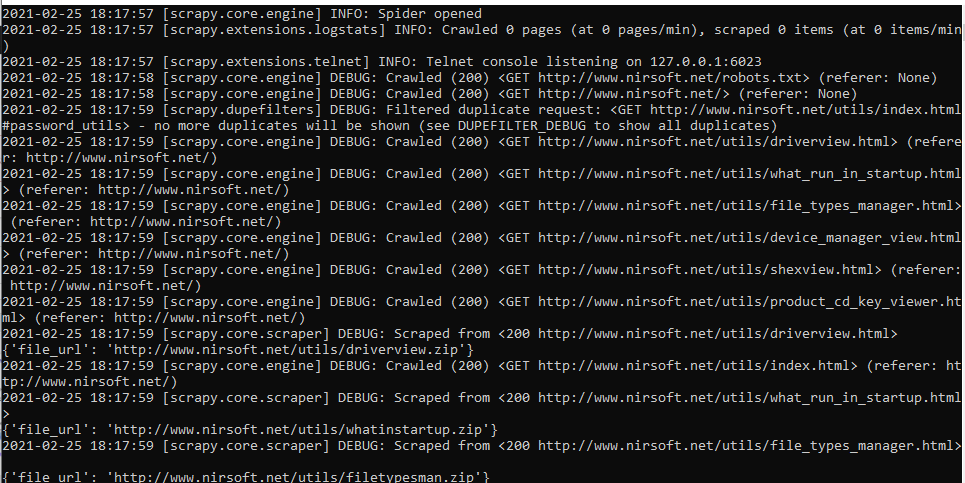 2021-02-25 18:17:57 [scrapy.core.engine] INFO: Spider opened
2021-02-25 18:17:57 [scrapy.extensions.logstats] INFO: Crawled 0 pages (at 0 pages/min), scraped 0 items (at 0 items/min
)
2021-02-25 18:17:57 [scrapy.extensions.telnet] INFO: Telnet console listening on 127.0.0.1:6023
2021-02-25 18:17:58 [scrapy.core.engine] DEBUG: Crawled (200) <GET http://www.nirsoft.net/robots.txt> (referer: None)
2021-02-25 18:17:58 [scrapy.core.engine] DEBUG: Crawled (200) <GET http://www.nirsoft.net/> (referer: None)
2021-02-25 18:17:59 [scrapy.dupefilters] DEBUG: Filtered duplicate request: <GET http://www.nirsoft.net/utils/index.html
#password_utils> - no more duplicates will be shown (see DUPEFILTER_DEBUG to show all duplicates)
2021-02-25 18:17:59 [scrapy.core.engine] DEBUG: Crawled (200) <GET http://www.nirsoft.net/utils/driverview.html> (refere
r: http://www.nirsoft.net/)
2021-02-25 18:17:59 [scrapy.core.engine] DEBUG: Crawled (200) <GET http://www.nirsoft.net/utils/what_run_in_startup.html
> (referer: http://www.nirsoft.net/)
2021-02-25 18:17:59 [scrapy.core.engine] DEBUG: Crawled (200) <GET http://www.nirsoft.net/utils/file_types_manager.html>
 (referer: http://www.nirsoft.net/)
2021-02-25 18:17:59 [scrapy.core.engine] DEBUG: Crawled (200) <GET http://www.nirsoft.net/utils/device_manager_view.html
> (referer: http://www.nirsoft.net/)
2021-02-25 18:17:59 [scrapy.core.engine] DEBUG: Crawled (200) <GET http://www.nirsoft.net/utils/shexview.html> (referer:
 http://www.nirsoft.net/)
2021-02-25 18:17:59 [scrapy.core.engine] DEBUG: Crawled (200) <GET http://www.nirsoft.net/utils/product_cd_key_viewer.ht
ml> (referer: http://www.nirsoft.net/)
2021-02-25 18:17:59 [scrapy.core.scraper] DEBUG: Scraped from <200 http://www.nirsoft.net/utils/driverview.html>
{'file_url': 'http://www.nirsoft.net/utils/driverview.zip'}
2021-02-25 18:17:59 [scrapy.core.engine] DEBUG: Crawled (200) <GET http://www.nirsoft.net/utils/index.html> (referer: ht
tp://www.nirsoft.net/)
2021-02-25 18:17:59 [scrapy.core.scraper] DEBUG: Scraped from <200 http://www.nirsoft.net/utils/what_run_in_startup.html
>
{'file_url': 'http://www.nirsoft.net/utils/whatinstartup.zip'}
2021-02-25 18:17:59 [scrapy.core.scraper] DEBUG: Scraped from <200 http://www.nirsoft.net/utils/file_types_manager.html>
{'file_url': 'http://www.nirsoft.net/utils/filetypesman.zip'}